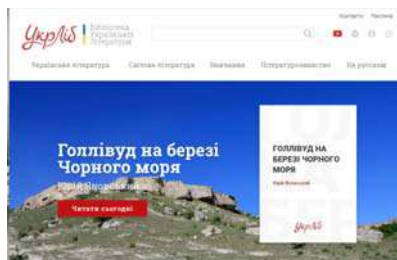 УкрЛіб
Бібліотека
Української
Літератури
Контакти
Українська література Світова література Навчання Літературознавство На русском
Голлівуд на березі
Чорного моря
Юрій Яновський
Читати сьогодні
ГОЛЛІВУД НА
БЕРЕЗІ ЧОРНОГО
МОРЯ
Юрій Яновський
УкрЛіб